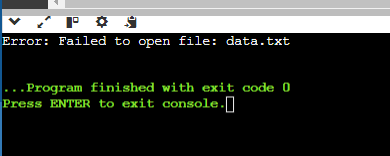 Error: Failed to open file: data.txt
...Program finished with exit code 0
Press ENTER to exit console.